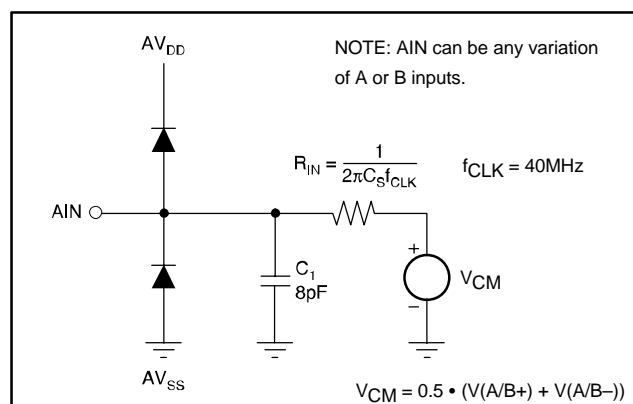 AVDD
NOTE: AIN can be any variation
of A or B inputs.
RIN = 1 / 2πCSfCLK
fCLK = 40MHz
AIN
C1
8pF
+
VCM
−
AVSS
VCM = 0.5 • (V(A/B+) + V(A/B−))